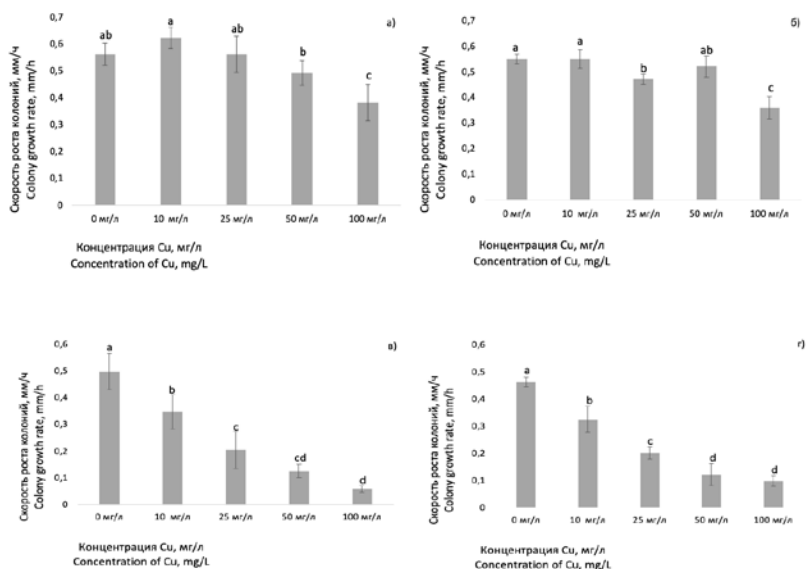 а)
Скорость роста колоний, мм/ч
Colony growth rate, mm/h
0,7
0,6
0,5
0,4
0,3
0,2
0,1
0
ab
a
ab
b
c
0 мг/л
10 мг/л
25 мг/л
50 мг/л
100 мг/л
Концентрация Cu, мг/л
Concentration of Cu, mg/L
б)
Скорость роста колоний, мм/ч
Colony growth rate, mm/h
0,7
0,6
0,5
0,4
0,3
0,2
0,1
0
a
a
b
ab
c
0 мг/л
10 мг/л
25 мг/л
50 мг/л
100 мг/л
Концентрация Cu, мг/л
Concentration of Cu, mg/L
в)
Скорость роста колоний, мм/ч
Colony growth rate, mm/h
0,6
0,5
0,4
0,3
0,2
0,1
0
a
b
c
cd
d
0 мг/л
10 мг/л
25 мг/л
50 мг/л
100 мг/л
Концентрация Cu, мг/л
Concentration of Cu, mg/L
г)
Скорость роста колоний, мм/ч
Colony growth rate, mm/h
0,6
0,5
0,4
0,3
0,2
0,1
0
a
b
c
d
d
0 мг/л
10 мг/л
25 мг/л
50 мг/л
100 мг/л
Концентрация Cu, мг/л
Concentration of Cu, mg/L